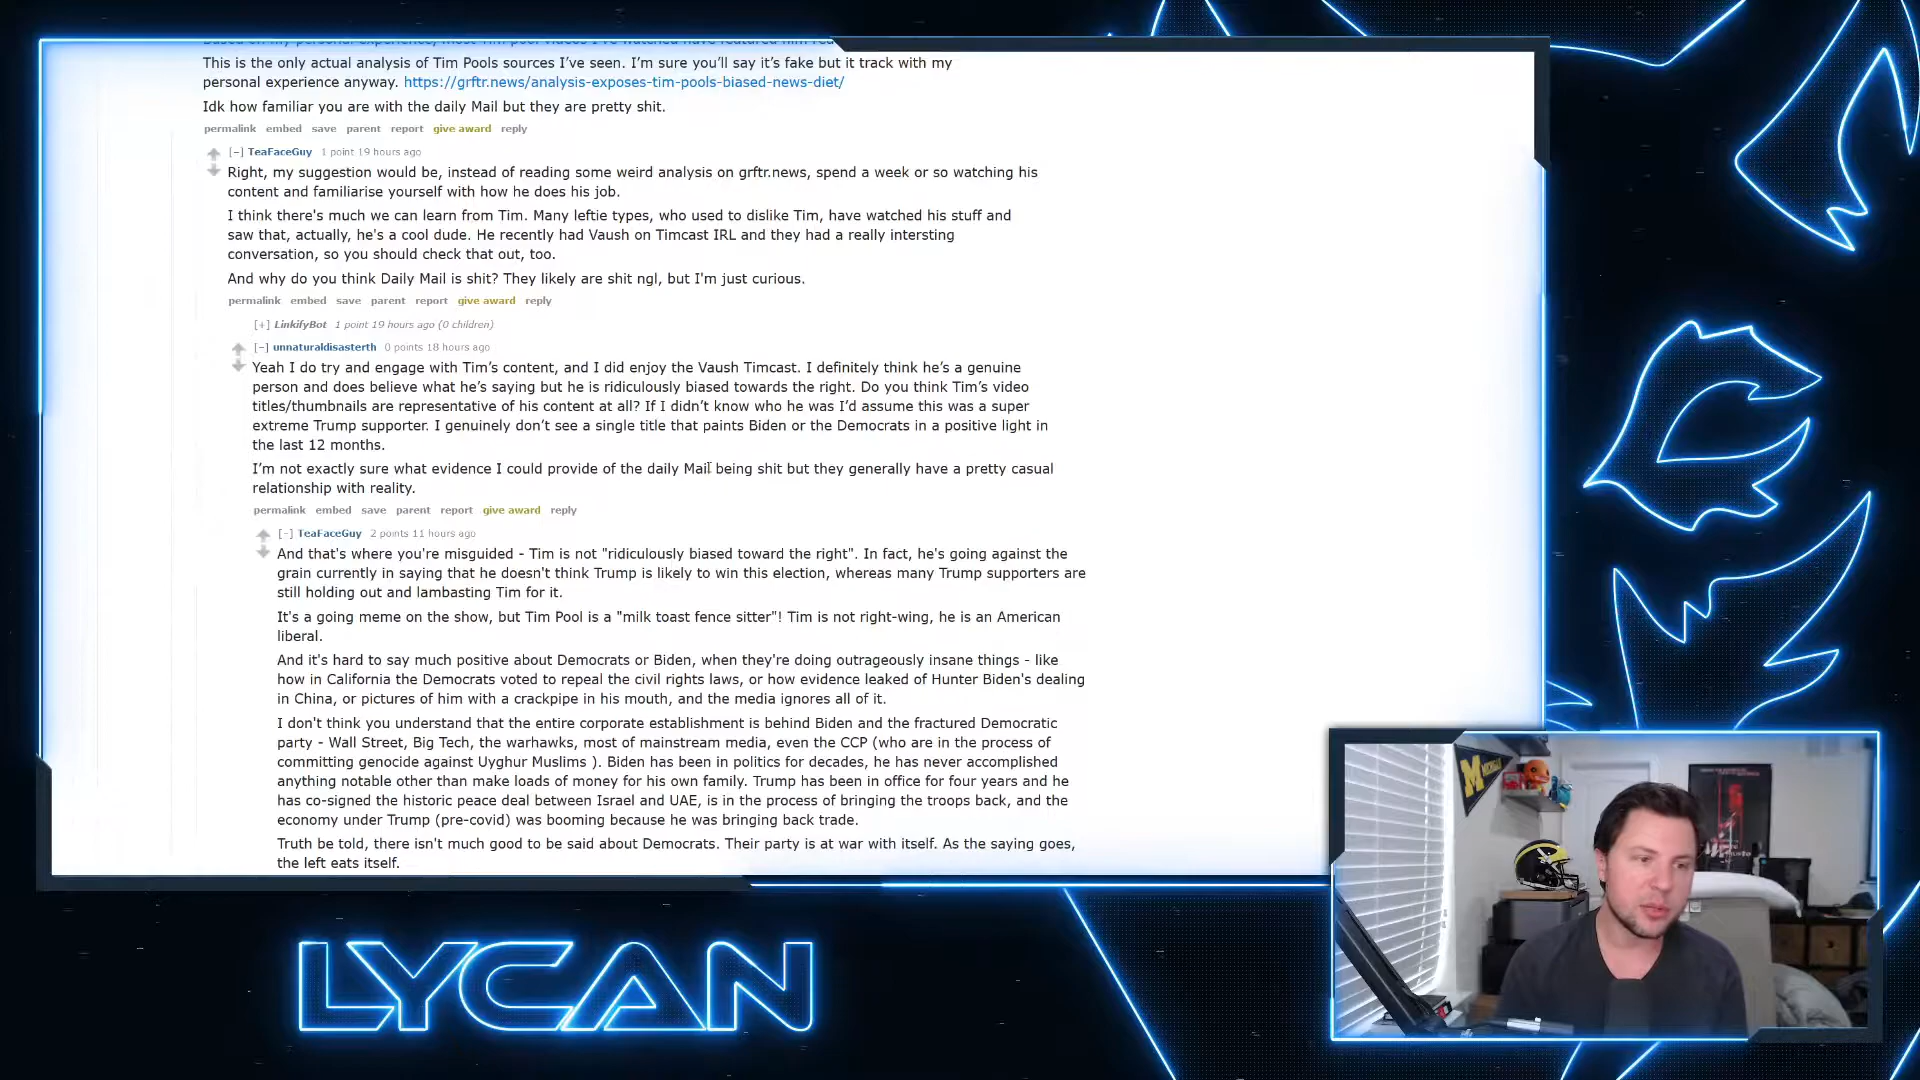 This is the only actual analysis of Tim Pools sources I've seen. I'm sure you'll say it's fake but it track with my
personal experience anyway. https://grftr.news/analysis-exposes-tim-pools-biased-news-diet/
Idk how familiar you are with the daily Mail but they are pretty shit.
permalink embed save parent report give award reply
[–] TeaFaceGuy 1 point 19 hours ago
Right, my suggestion would be, instead of reading some weird analysis on grftr.news, spend a week or so watching his
content and familiarise yourself with how he does his job.
I think there's much we can learn from Tim. Many leftie types, who used to dislike Tim, have watched his stuff and
saw that, actually, he's a cool dude. He recently had Vaush on Timcast IRL and they had a really intersting
conversation, so you should check that out, too.
And why do you think Daily Mail is shit? They likely are shit ngl, but I'm just curious.
permalink embed save parent report give award reply
[+] LinkifyBot 1 point 19 hours ago (0 children)
[–] unnaturaldisasterth 0 points 18 hours ago
Yeah I do try and engage with Tim's content, and I did enjoy the Vaush Timcast. I definitely think he's a genuine
person and does believe what he's saying but he is ridiculously biased towards the right. Do you think Tim's video
titles/thumbnails are representative of his content at all? If I didn't know who he was I'd assume this was a super
extreme Trump supporter. I genuinely don't see a single title that paints Biden or the Democrats in a positive light in
the last 12 months.
I'm not exactly sure what evidence I could provide of the daily Mail being shit but they generally have a pretty casual
relationship with reality.
permalink embed save parent report give award reply
[–] TeaFaceGuy 2 points 11 hours ago
And that's where you're misguided - Tim is not "ridiculously biased toward the right". In fact, he's going against the
grain currently in saying that he doesn't think Trump is likely to win this election, whereas many Trump supporters are
still holding out and lambasting Tim for it.
It's a going meme on the show, but Tim Pool is a "milk toast fence sitter"! Tim is not right-wing, he is an American
liberal.
And it's hard to say much positive about Democrats or Biden, when they're doing outrageously insane things - like
how in California the Democrats voted to repeal the civil rights laws, or how evidence leaked of Hunter Biden's dealing
in China, or pictures of him with a crackpipe in his mouth, and the media ignores all of it.
I don't think you understand that the entire corporate establishment is behind Biden and the fractured Democratic
party - Wall Street, Big Tech, the warhawks, most of mainstream media, even the CCP (who are in the process of
committing genocide against Uyghur Muslims ). Biden has been in politics for decades, he has never accomplished
anything notable other than make loads of money for his own family. Trump has been in office for four years and he
has co-signed the historic peace deal between Israel and UAE, is in the process of bringing the troops back, and the
economy under Trump (pre-covid) was booming because he was bringing back trade.
Truth be told, there isn't much good to be said about Democrats. Their party is at war with itself. As the saying goes,
the left eats itself.
M
LYCAN